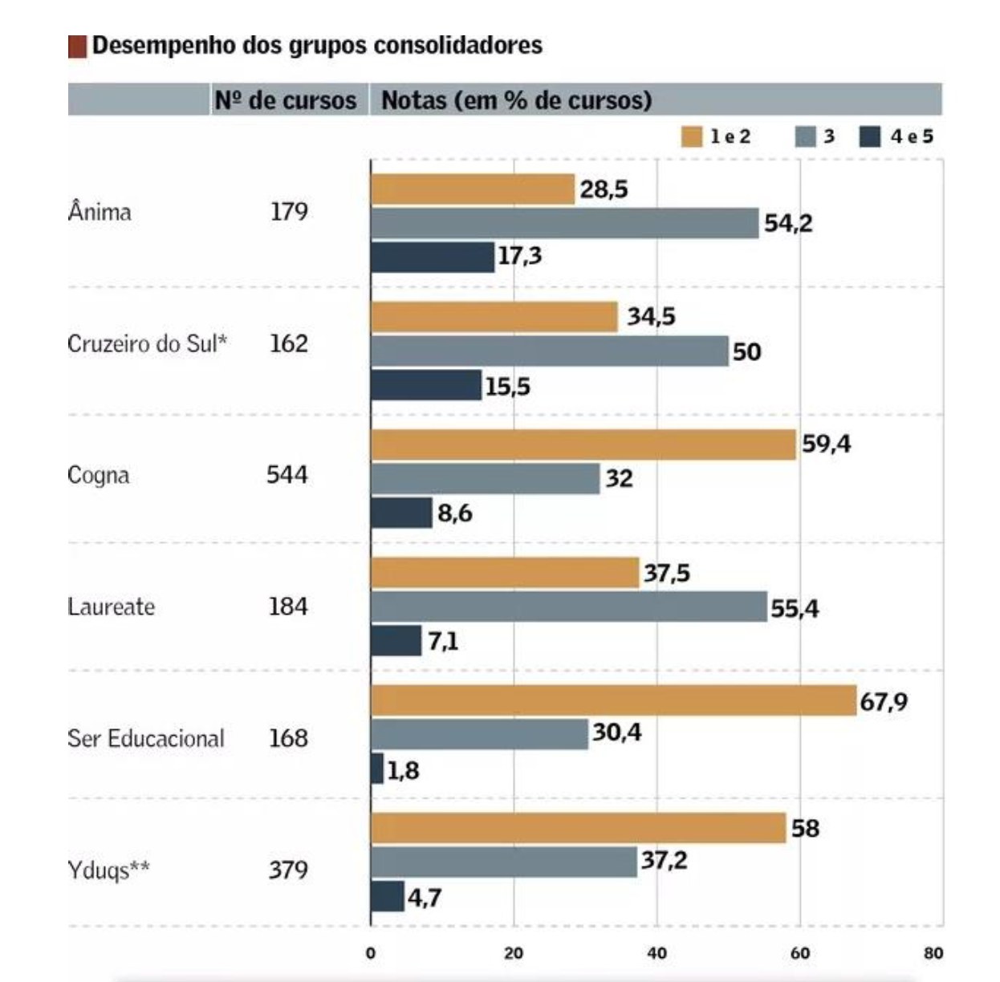 Desempenho dos grupos consolidadores
Nº de cursos Notas (em % de cursos)
1 e 2 3 4 e 5
Ânima 179
28,5
54,2
17,3
Cruzeiro do Sul* 162
34,5
50
15,5
Cogna 544
59,4
32
8,6
Laureate 184
37,5
55,4
7,1
Ser Educacional 168
67,9
30,4
1,8
Yduqs** 379
58
37,2
4,7
0 20 40 60 80